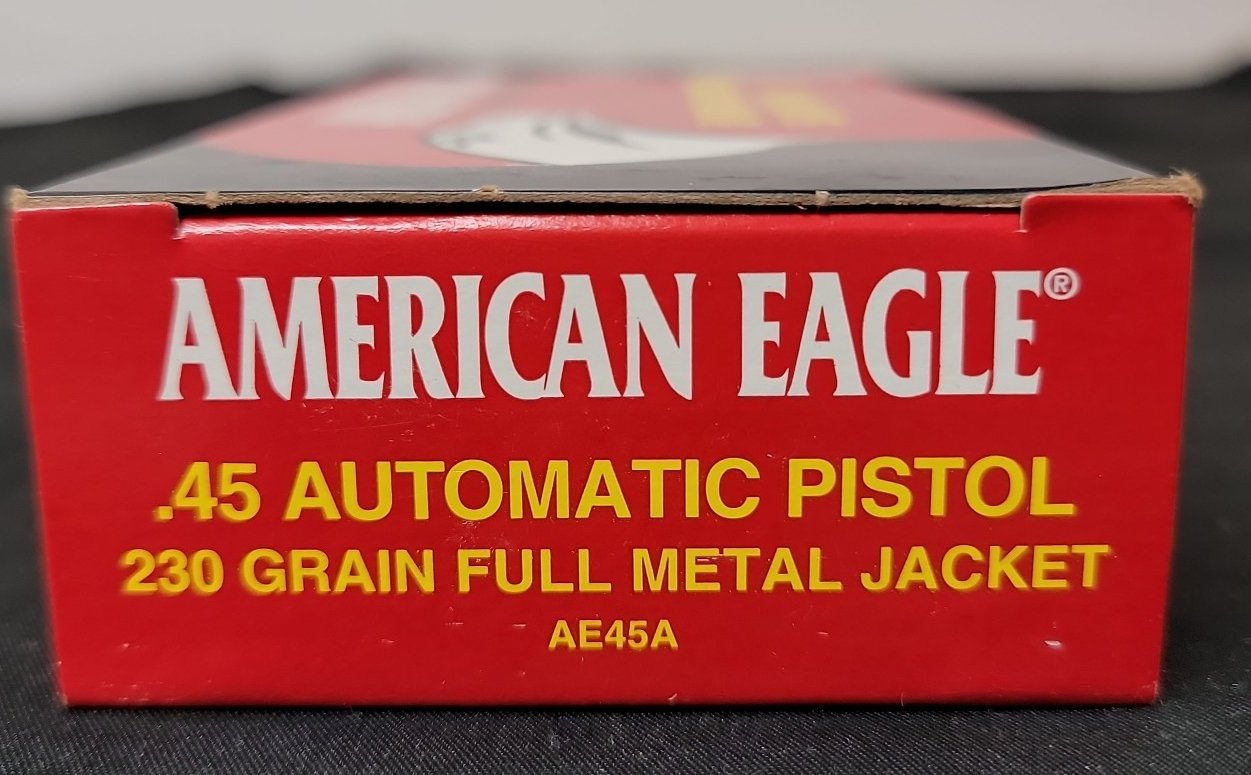 AMERICAN EAGLE®
.45 AUTOMATIC PISTOL
230 GRAIN FULL METAL JACKET
AE45A